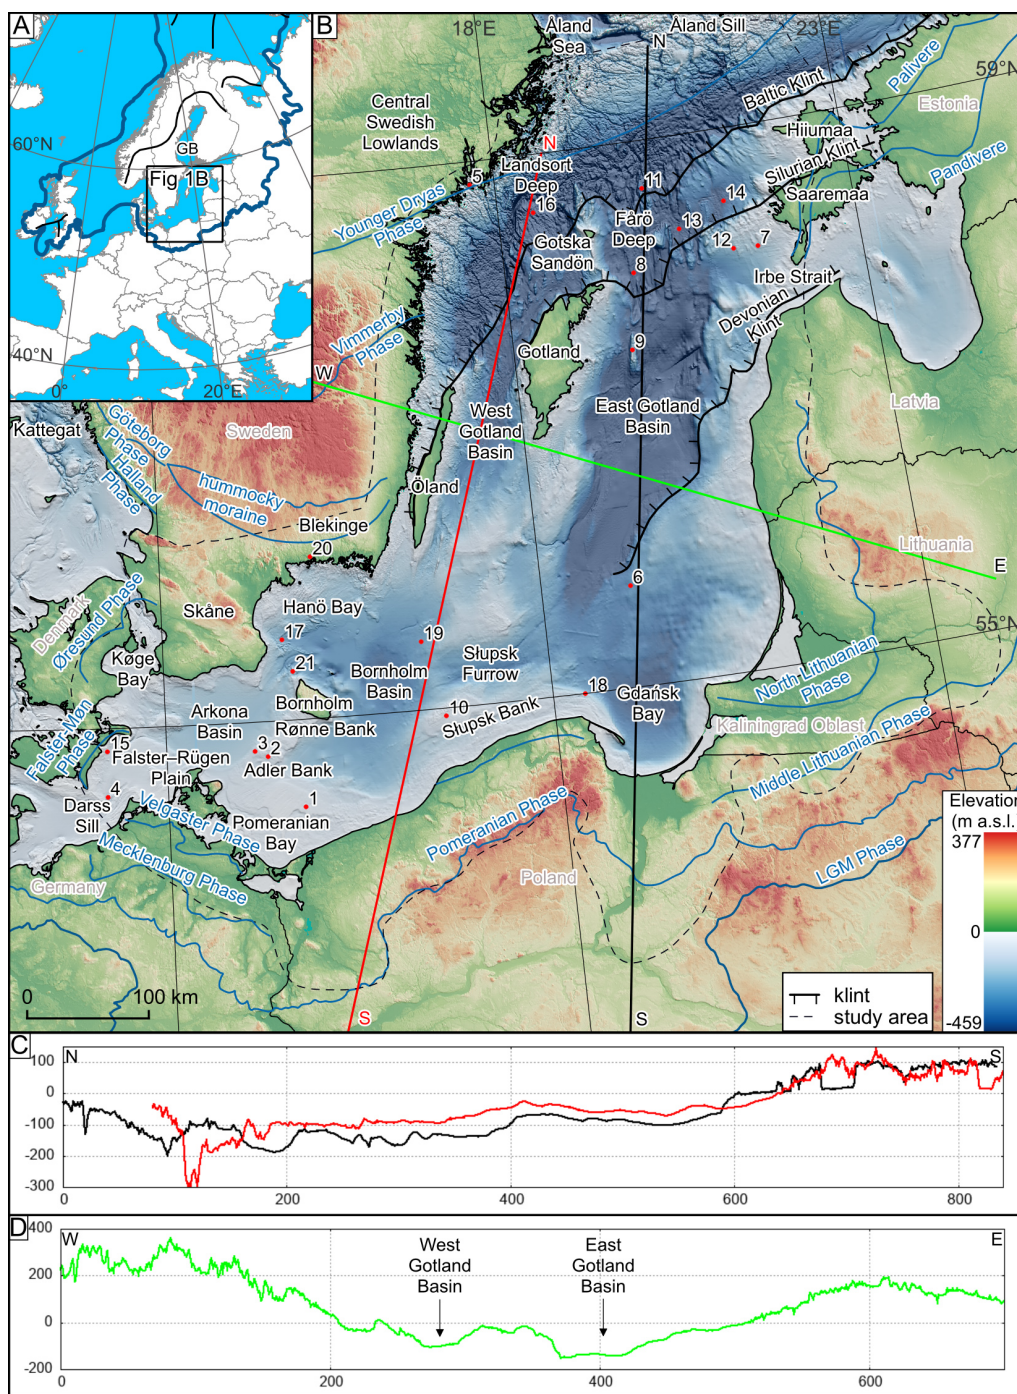 A
60°N
GB
Fig 1B
40°N
0°
20°E
B
18°E
Åland
Sea
Åland Sill
N
23°E
59°N
Palivere
Estonia
Baltic Klint
Central
Swedish
Lowlands
Hiiumaa
Silurian Klint
Saaremaa
Pandivere
N
Landsort
Deep
5
16
11
14
Younger Dryas
Phase
Fårö
Deep
13
12
7
Gotska
Sandön
8
Irbe Strait
Devonian
Klint
Vimmerby
Phase
W
Gotland
9
Latvia
Kattegat
Göteborg
Phase
Halland
Phase
Sweden
West
Gotland
Basin
East Gotland
Basin
hummocky
moraine
Öland
Blekinge
20
Lithuania
E
6
Denmark
Øresund Phase
Skåne
Hanö Bay
17
19
55°N
Køge
Bay
21
Bornholm
Basin
Słupsk
Furrow
North Lithuanian
Phase
Bornholm
18
Gdańsk
Bay
Arkona
Basin
Rønne Bank
10
Słupsk Bank
Kaliningrad Oblast
Falster-Møn
Phase
15
3
2
Falster–Rügen
Plain
Adler Bank
Middle Lithuanian Phase
4
Darss
Sill
1
Velgaster Phase
Pomeranian
Bay
Pomeranian Phase
Mecklenburg Phase
Germany
Poland
LGM Phase
Elevation
(m a.s.l.)
377
0
-459
0
100 km
klint
study area
S
S
C
N
S
100
0
-100
-200
-300
0
200
400
600
800
D
W
E
400
200
0
-200
West
Gotland
Basin
East
Gotland
Basin
0
200
400
600